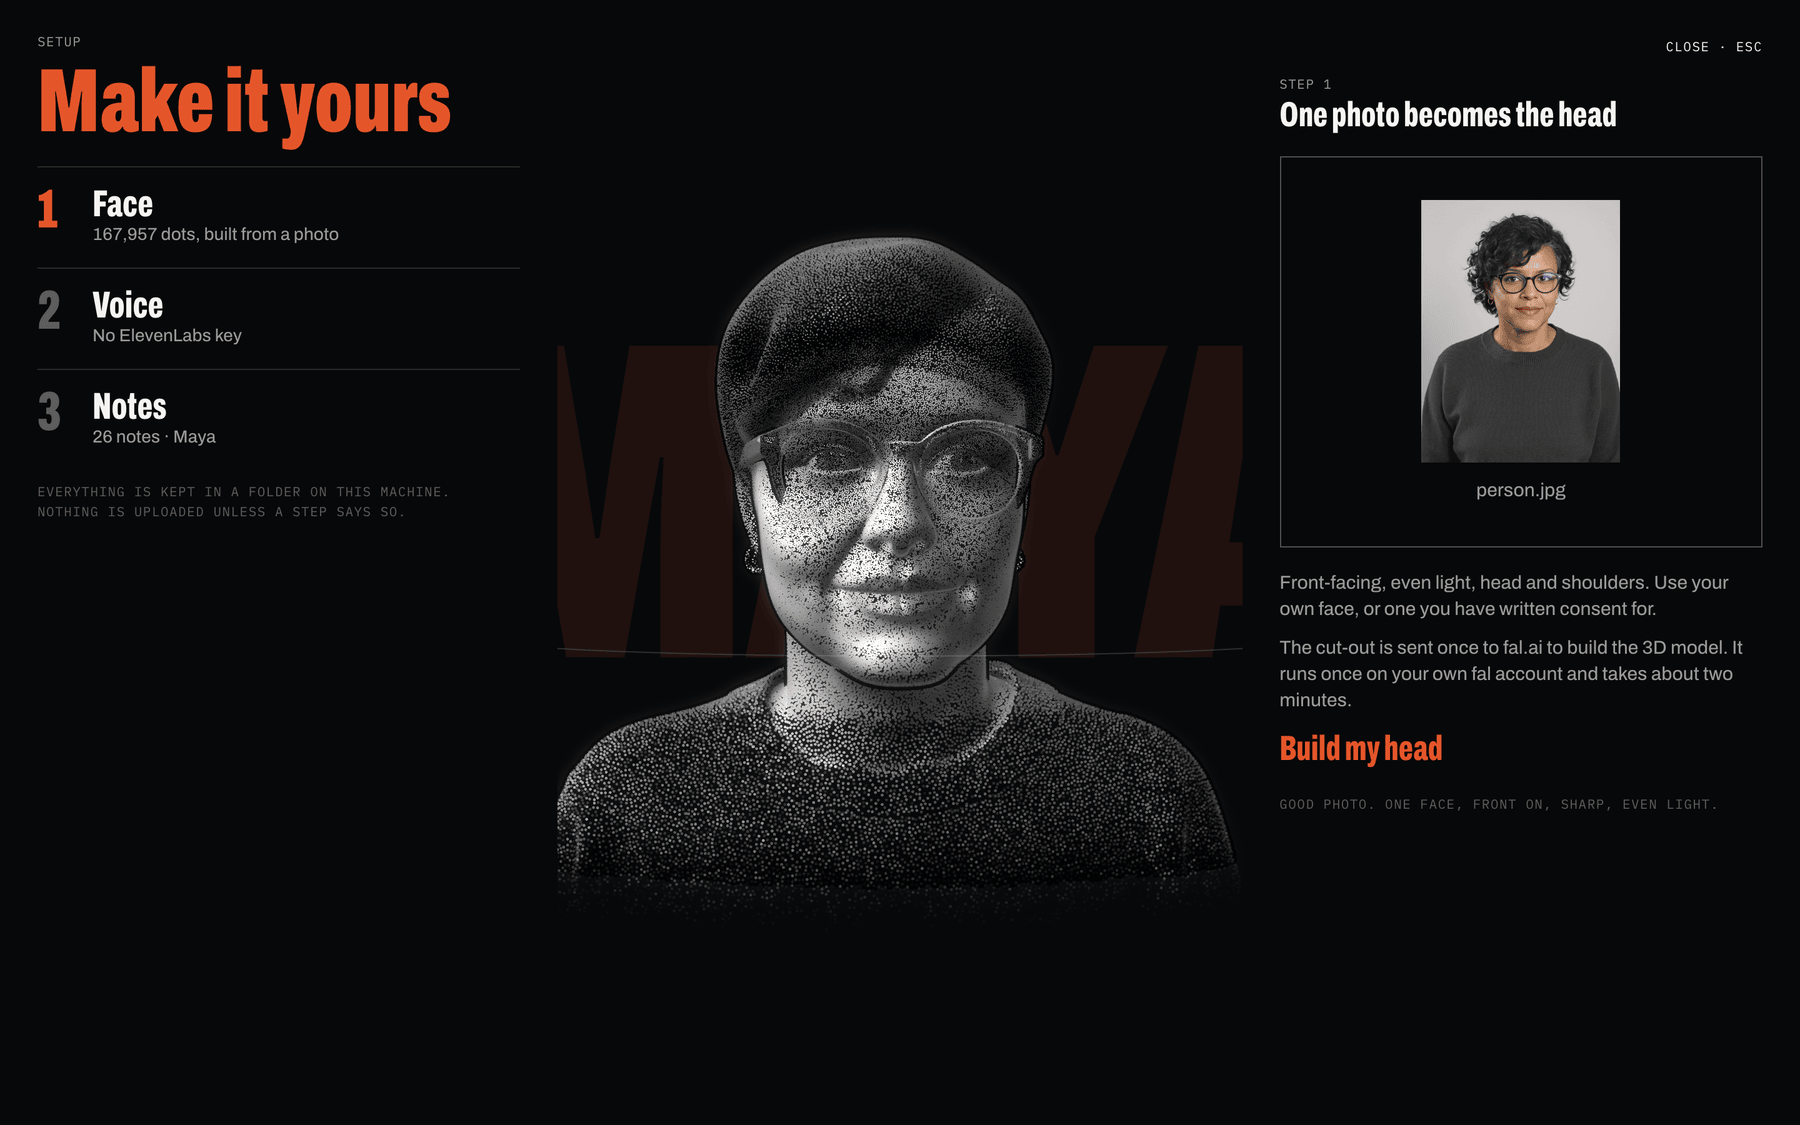 SETUP
Make it yours
1 Face
167,957 dots, built from a photo
2 Voice
No ElevenLabs key
3 Notes
26 notes · Maya
EVERYTHING IS KEPT IN A FOLDER ON THIS MACHINE.
NOTHING IS UPLOADED UNLESS A STEP SAYS SO.
MAYA
CLOSE · ESC
STEP 1
One photo becomes the head
person.jpg
Front-facing, even light, head and shoulders. Use your
own face, or one you have written consent for.
The cut-out is sent once to fal.ai to build the 3D model. It
runs once on your own fal account and takes about two
minutes.
Build my head
GOOD PHOTO. ONE FACE, FRONT ON, SHARP, EVEN LIGHT.